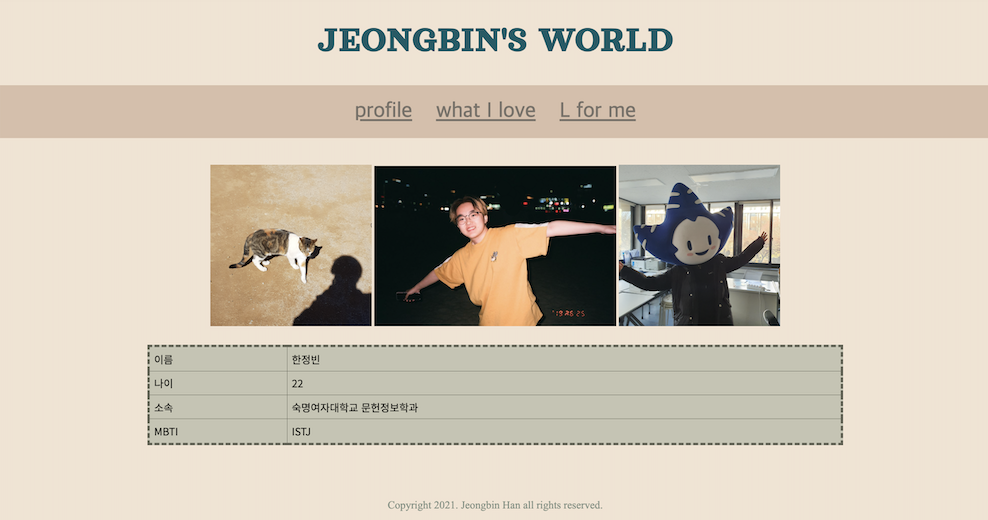 JEONGBIN'S WORLD
profile what I love L for me
이름 한정빈
나이 22
소속 숙명여자대학교 문헌정보학과
MBTI ISTJ
Copyright 2021. Jeongbin Han all rights reserved.